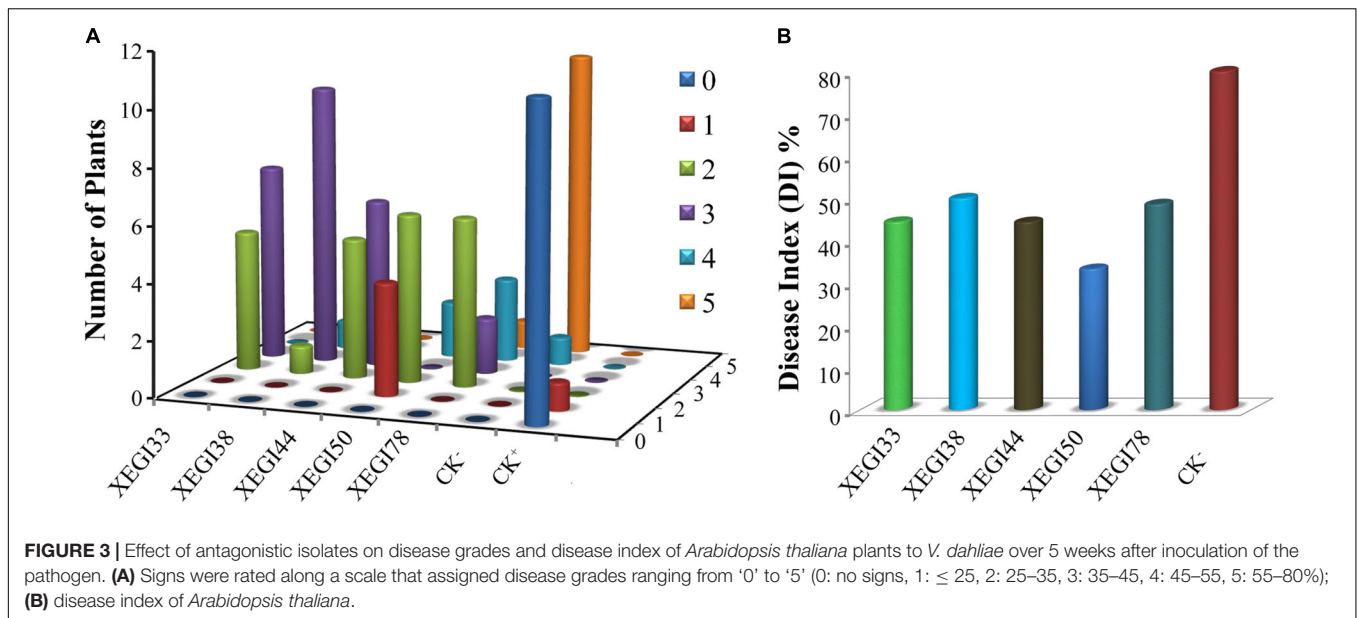 A
Number of Plants
12
10
8
6
4
2
0
XEGI33
XEGI38
XEGI44
XEGI50
XEGI78
CK-
CK+
0
1
2
3
4
5
0
1
2
3
4
5
B
Disease Index (DI) %
80
70
60
50
40
30
20
10
0
XEGI33
XEGI38
XEGI44
XEGI50
XEGI78
CK-
FIGURE 3 | Effect of antagonistic isolates on disease grades and disease index of Arabidopsis thaliana plants to V. dahliae over 5 weeks after inoculation of the
pathogen. (A) Signs were rated along a scale that assigned disease grades ranging from ‘0’ to ‘5’ (0: no signs, 1: ≤ 25, 2: 25–35, 3: 35–45, 4: 45–55, 5: 55–80%);
(B) disease index of Arabidopsis thaliana.